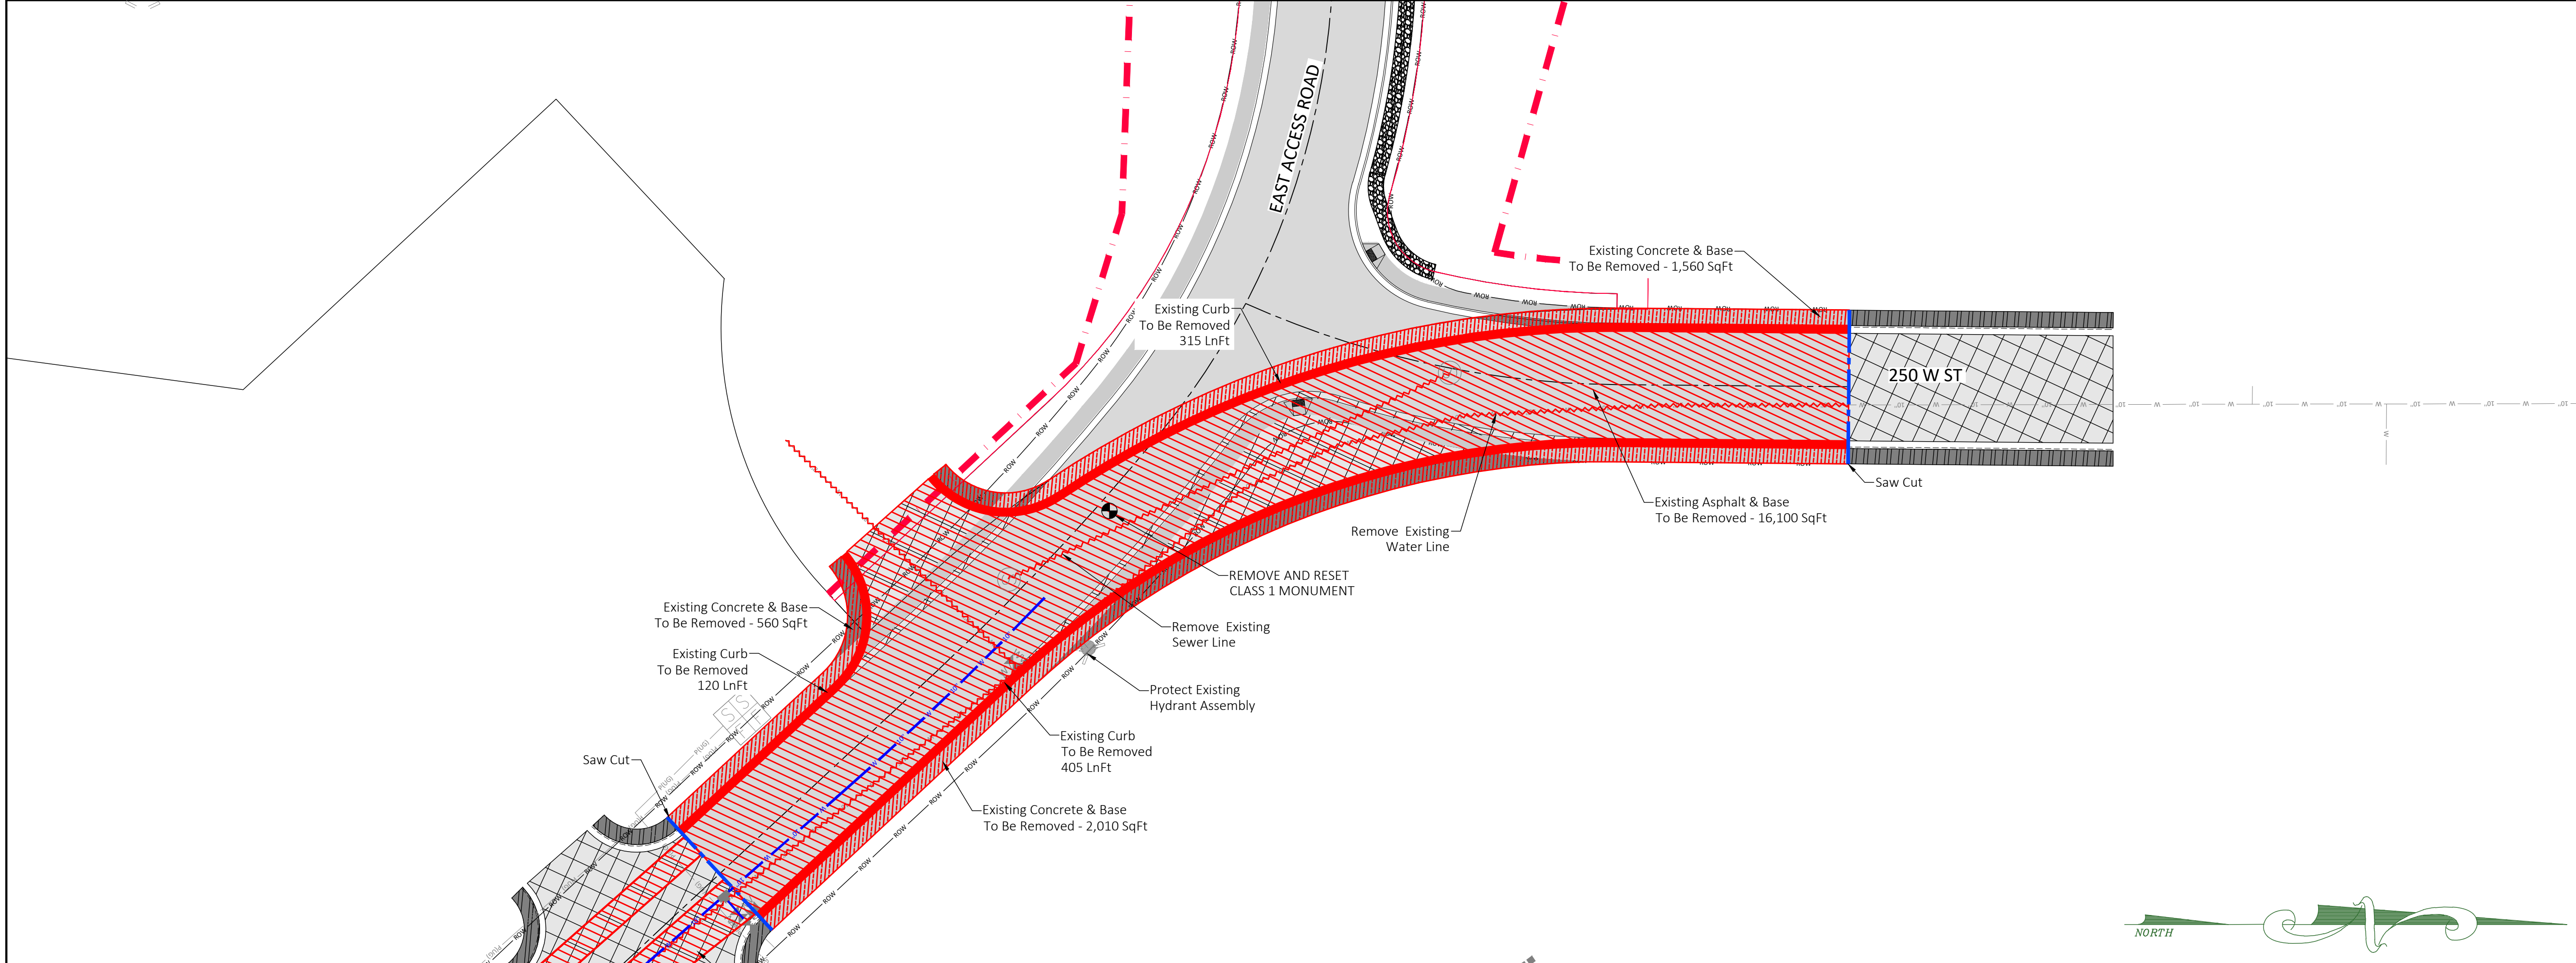 EAST ACCESS ROAD
Existing Concrete & Base
To Be Removed - 1,560 SqFt
Existing Curb
To Be Removed
315 LnFt
250 W ST
Saw Cut
Existing Asphalt & Base
To Be Removed - 16,100 SqFt
Remove Existing
Water Line
REMOVE AND RESET
CLASS 1 MONUMENT
Existing Concrete & Base
To Be Removed - 560 SqFt
Remove Existing
Sewer Line
Existing Curb
To Be Removed
120 LnFt
Protect Existing
Hydrant Assembly
Existing Curb
To Be Removed
405 LnFt
Saw Cut
Existing Concrete & Base
To Be Removed - 2,010 SqFt
ROW
P(UG)
10"
W
NORTH
N